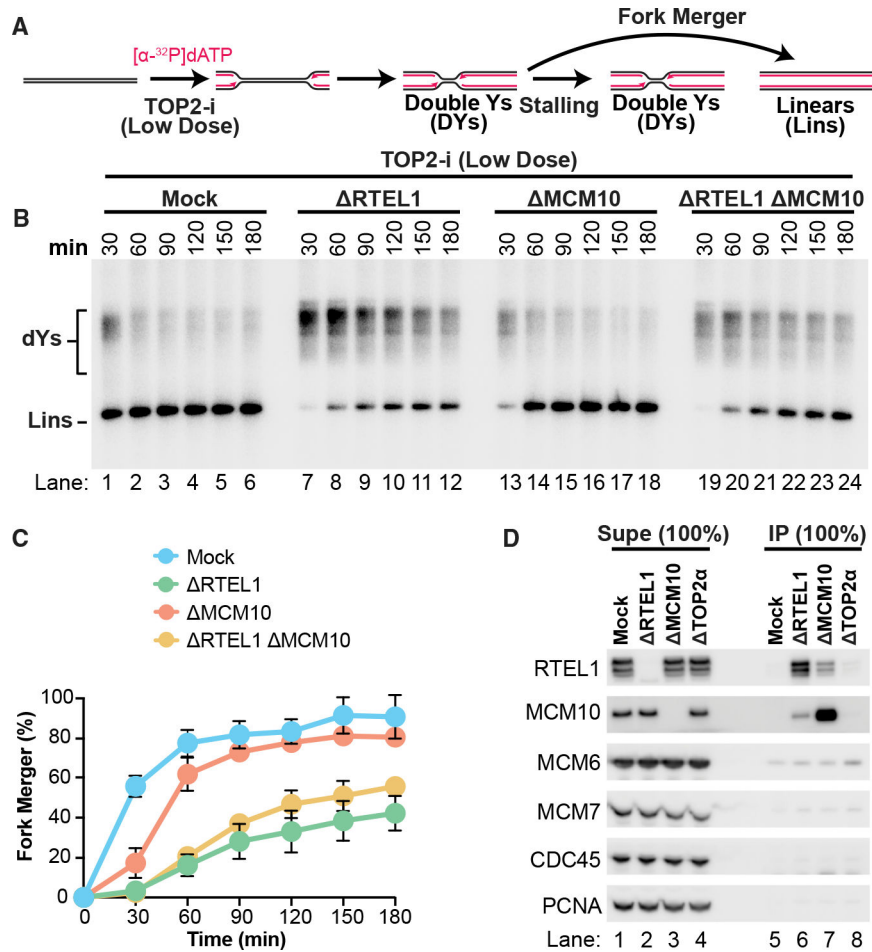 A
[α-³²P]dATP
TOP2-i
(Low Dose)
Double Ys
(DYs)
Stalling
Fork Merger
Double Ys
(DYs)
Linears
(Lins)
TOP2-i (Low Dose)
B
Mock ΔRTEL1 ΔMCM10 ΔRTEL1 ΔMCM10
min 30 60 90 120 150 180 30 60 90 120 150 180 30 60 90 120 150 180 30 60 90 120 150 180
dYs
Lins
Lane: 1 2 3 4 5 6 7 8 9 10 11 12 13 14 15 16 17 18 19 20 21 22 23 24
C
Mock
ΔRTEL1
ΔMCM10
ΔRTEL1 ΔMCM10
Fork Merger (%)
100
80
60
40
20
0
0 30 60 90 120 150 180
Time (min)
D
Supe (100%) IP (100%)
Mock ΔRTEL1 ΔMCM10 ΔTOP2α Mock ΔRTEL1 ΔMCM10 ΔTOP2α
RTEL1
MCM10
MCM6
MCM7
CDC45
PCNA
Lane: 1 2 3 4 5 6 7 8